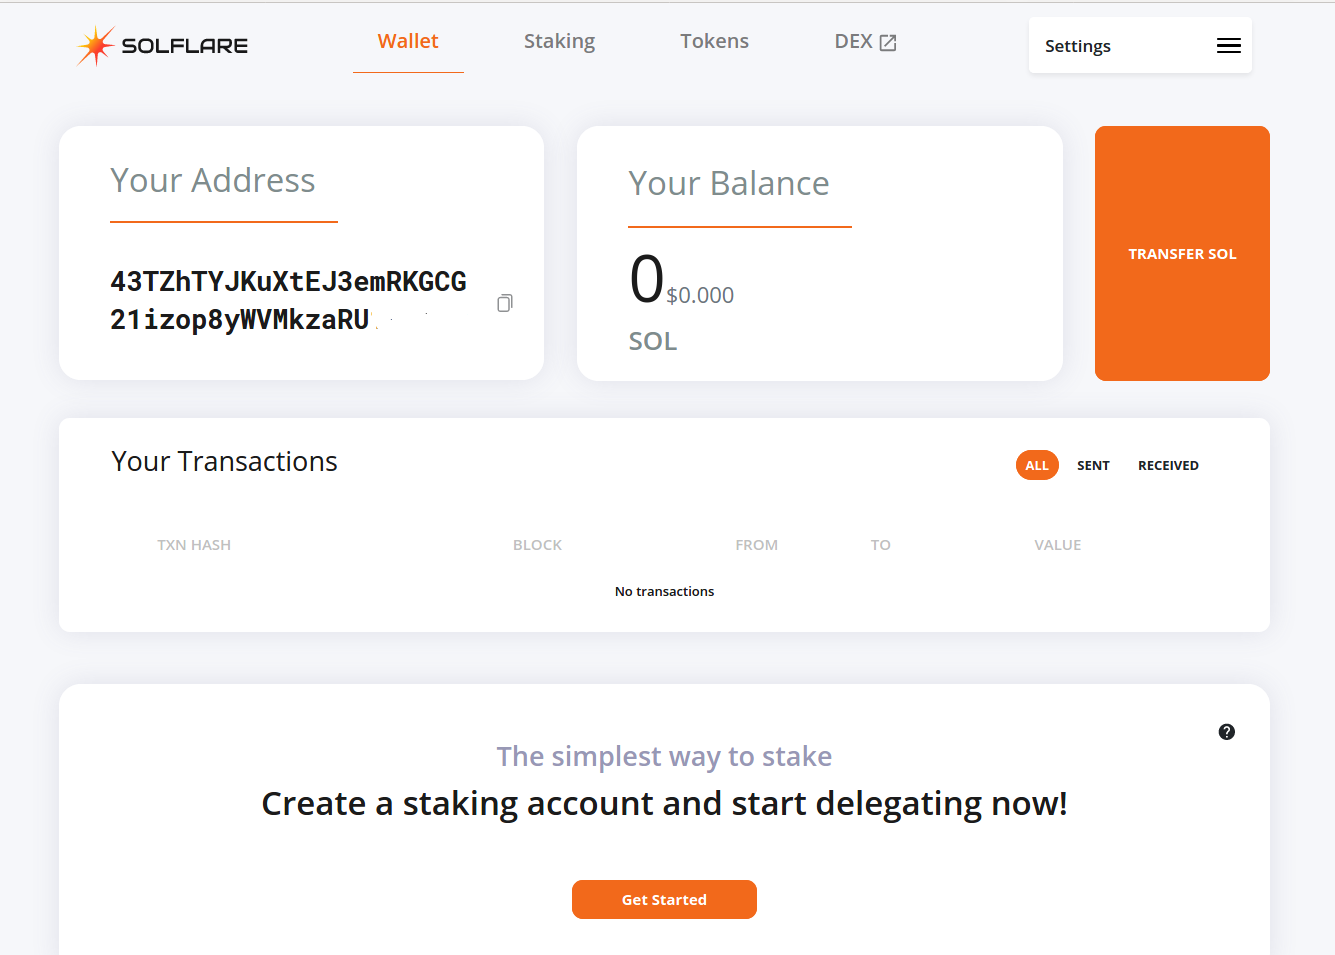 SOLFLARE
Wallet
Staking
Tokens
DEX
Settings
Your Address
43TZhTYJKuXtEJ3emRKGCG
21izop8yWVMkzaRU
Your Balance
0 $0.000
SOL
TRANSFER SOL
Your Transactions
ALL SENT RECEIVED
TXN HASH BLOCK FROM TO VALUE
No transactions
The simplest way to stake
Create a staking account and start delegating now!
Get Started